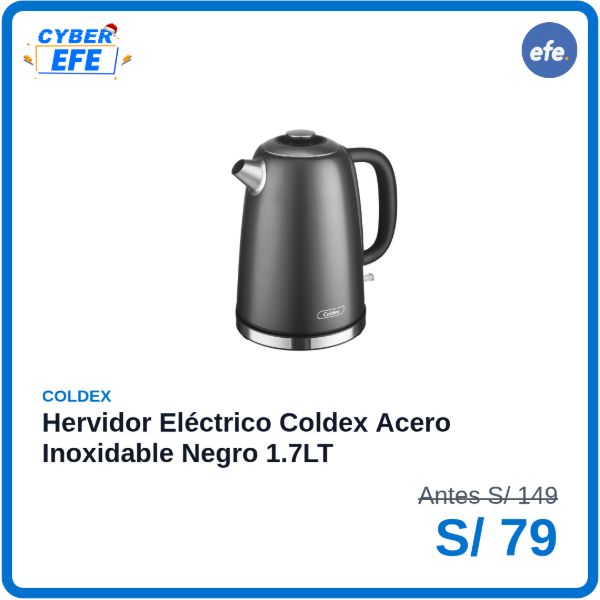 CYBER
EFE
efe.
Coldex
COLDEX
Hervidor Eléctrico Coldex Acero
Inoxidable Negro 1.7LT
Antes S/ 149
S/ 79